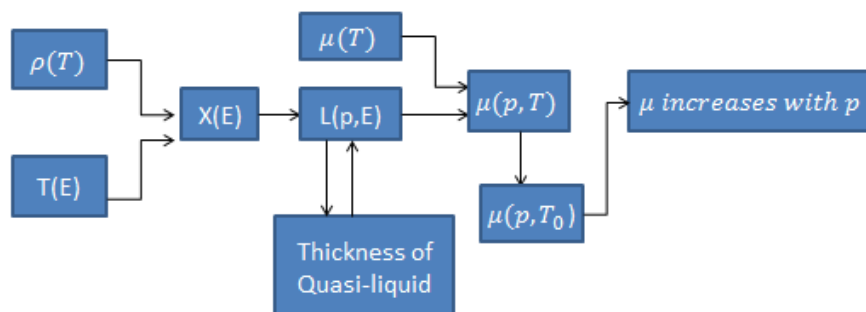 ρ(T)
T(E)
X(E)
μ(T)
L(p,E)
Thickness of
Quasi-liquid
μ(p,T)
μ(p,T₀)
μ increases with p